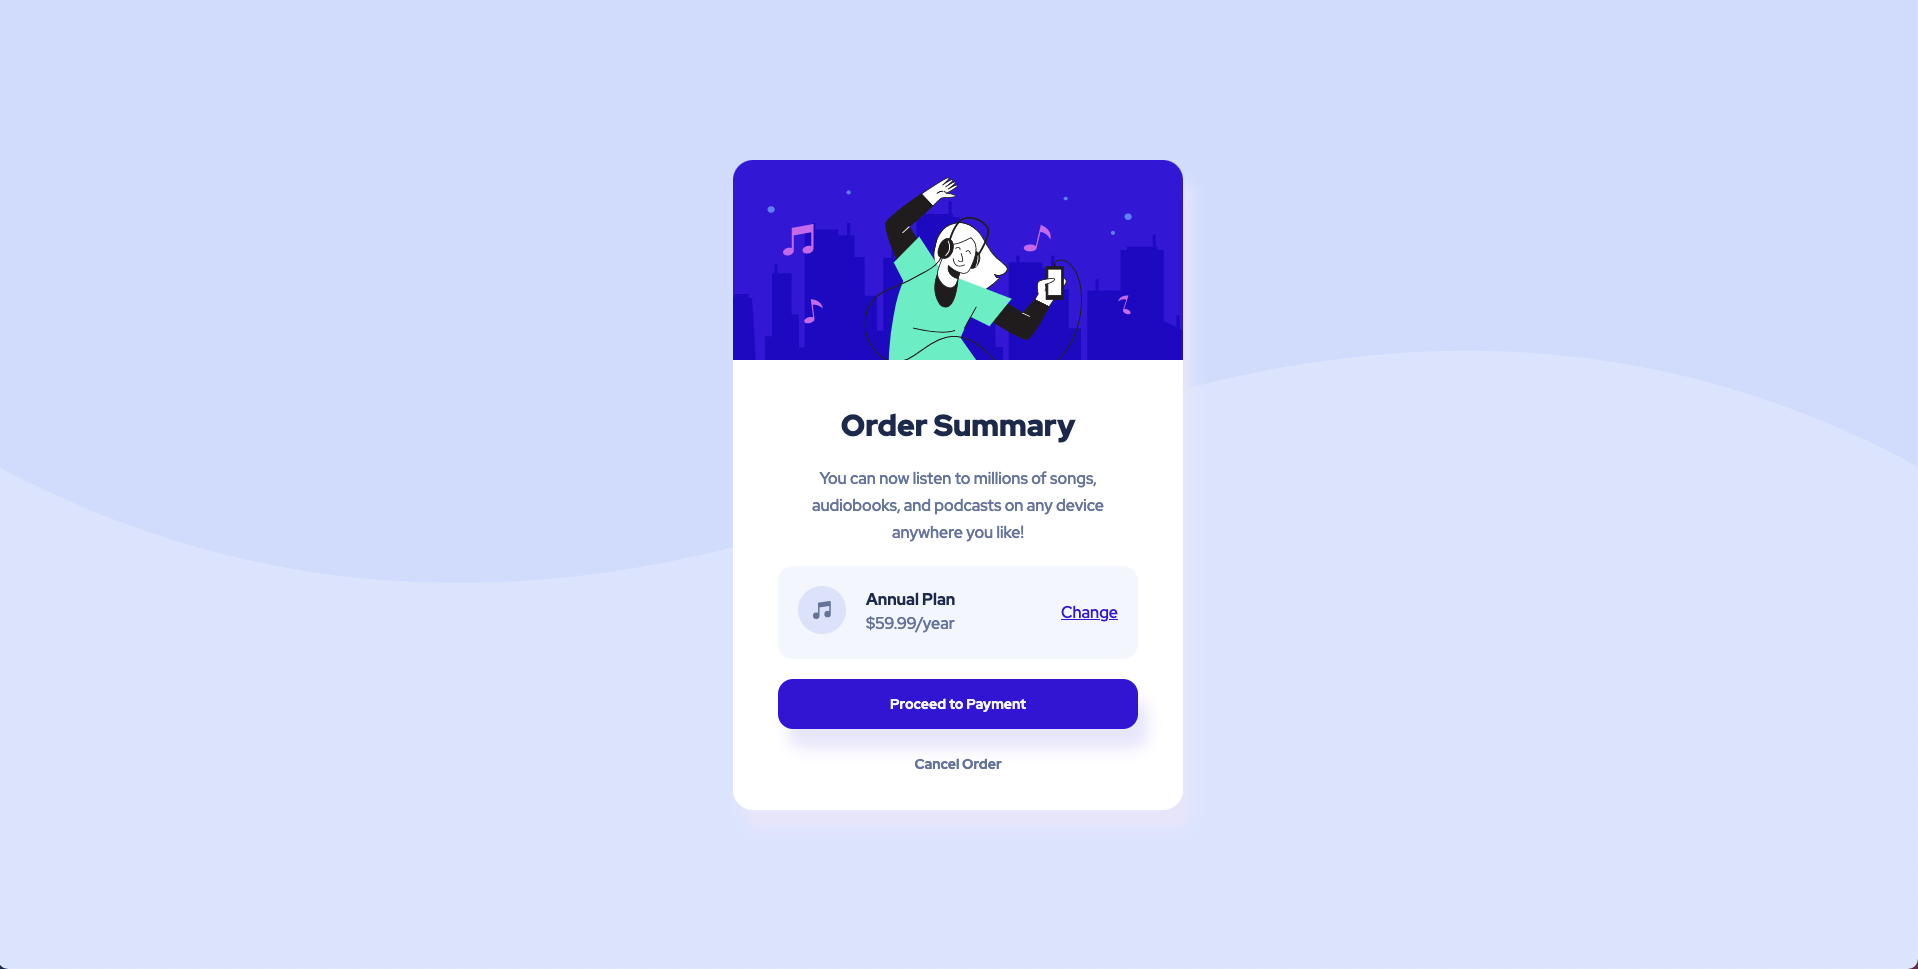 Order Summary
You can now listen to millions of songs,
audiobooks, and podcasts on any device
anywhere you like!
Annual Plan
$59.99/year
Change
Proceed to Payment
Cancel Order